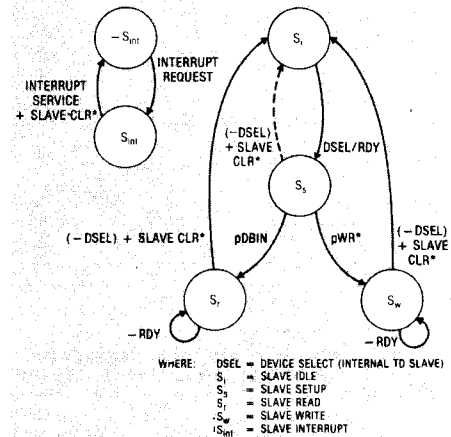 – S_int
INTERRUPT
REQUEST
INTERRUPT
SERVICE
+ SLAVE CLR*
S_int
S_i
(–DSEL)
+ SLAVE
CLR*
DSEL/RDY
S_s
(–DSEL) + SLAVE CLR*
pDBIN
pWR*
(–DSEL)
+ SLAVE
CLR*
S_r
S_w
–RDY
–RDY
WHERE: DSEL = DEVICE SELECT (INTERNAL TO SLAVE)
S_i = SLAVE IDLE
S_s = SLAVE SETUP
S_r = SLAVE READ
S_w = SLAVE WRITE
S_int = SLAVE INTERRUPT